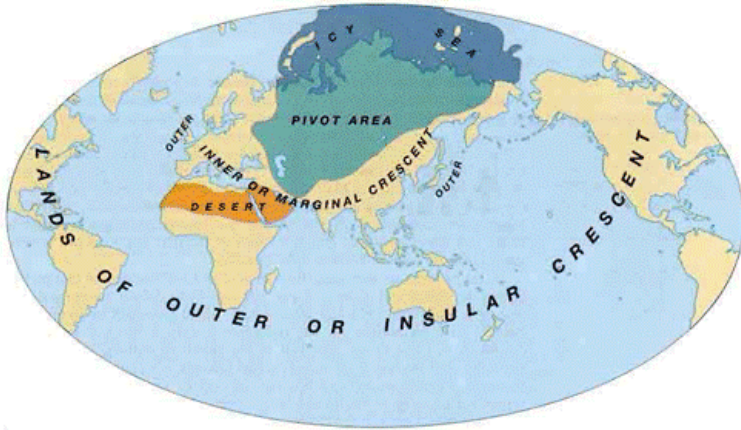 ICY SEA
PIVOT AREA
OUTER
INNER OR MARGINAL CRESCENT
OUTER
DESERT
LANDS OF OUTER OR INSULAR CRESCENT